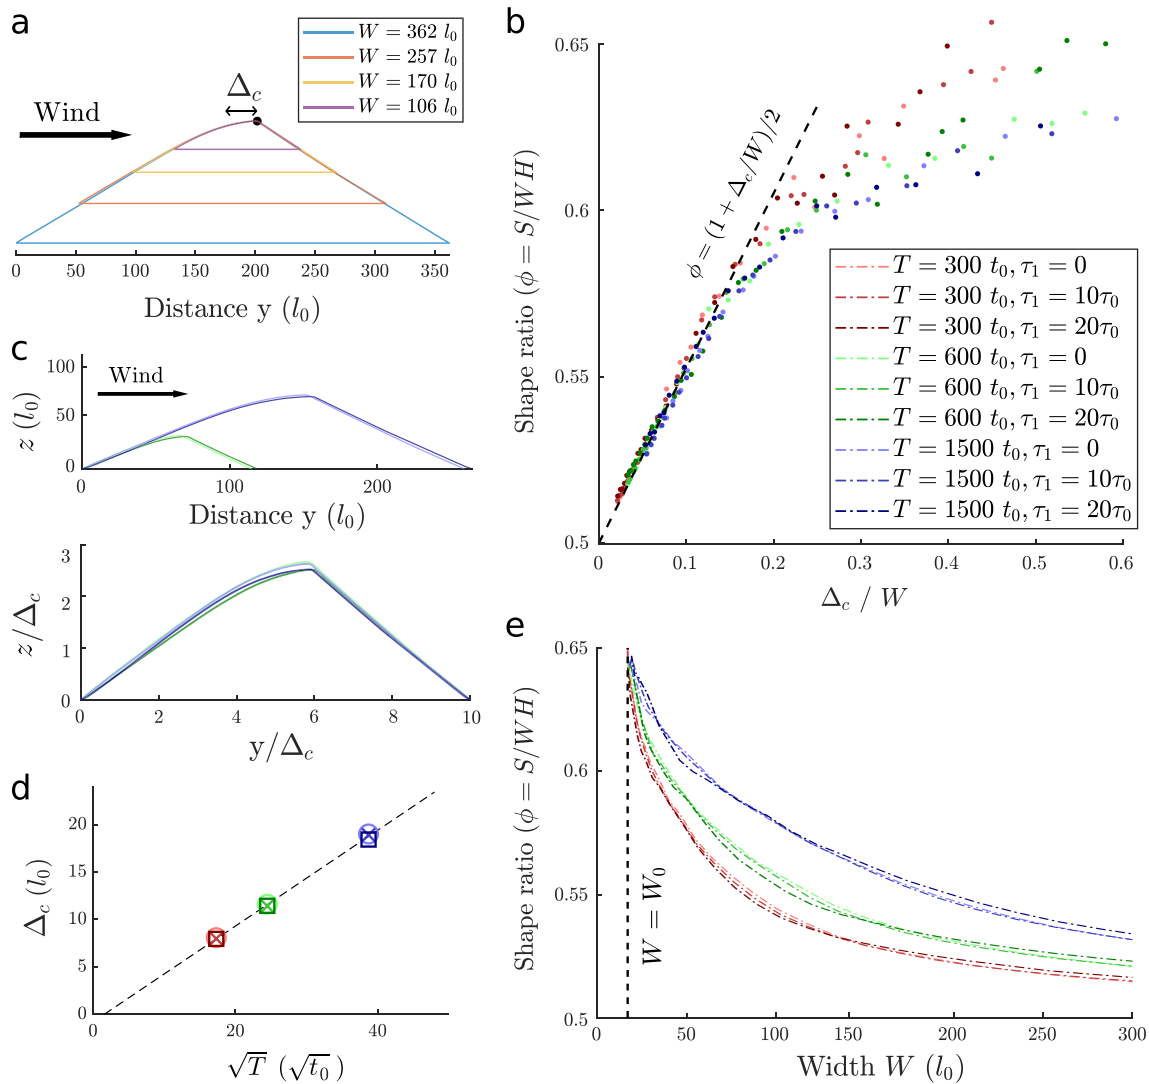 a
W = 362 l₀
W = 257 l₀
W = 170 l₀
W = 106 l₀
Δc
Wind
0 50 100 150 200 250 300 350
Distance y (l₀)
b
0.65
0.6
0.55
0.5
Shape ratio (ϕ = S/WH)
ϕ = (1 + Δc/W)/2
T = 300 t₀, τ₁ = 0
T = 300 t₀, τ₁ = 10τ₀
T = 300 t₀, τ₁ = 20τ₀
T = 600 t₀, τ₁ = 0
T = 600 t₀, τ₁ = 10τ₀
T = 600 t₀, τ₁ = 20τ₀
T = 1500 t₀, τ₁ = 0
T = 1500 t₀, τ₁ = 10τ₀
T = 1500 t₀, τ₁ = 20τ₀
0 0.1 0.2 0.3 0.4 0.5 0.6
Δc / W
c
Wind
100
50
0
z (l₀)
0 100 200
Distance y (l₀)
3
2
1
0
z/Δc
0 2 4 6 8 10
y/Δc
d
20
15
10
5
0
Δc (l₀)
0 20 40
√T (√t₀)
e
0.65
0.6
0.55
0.5
Shape ratio (ϕ = S/WH)
W = W₀
0 50 100 150 200 250 300
Width W (l₀)